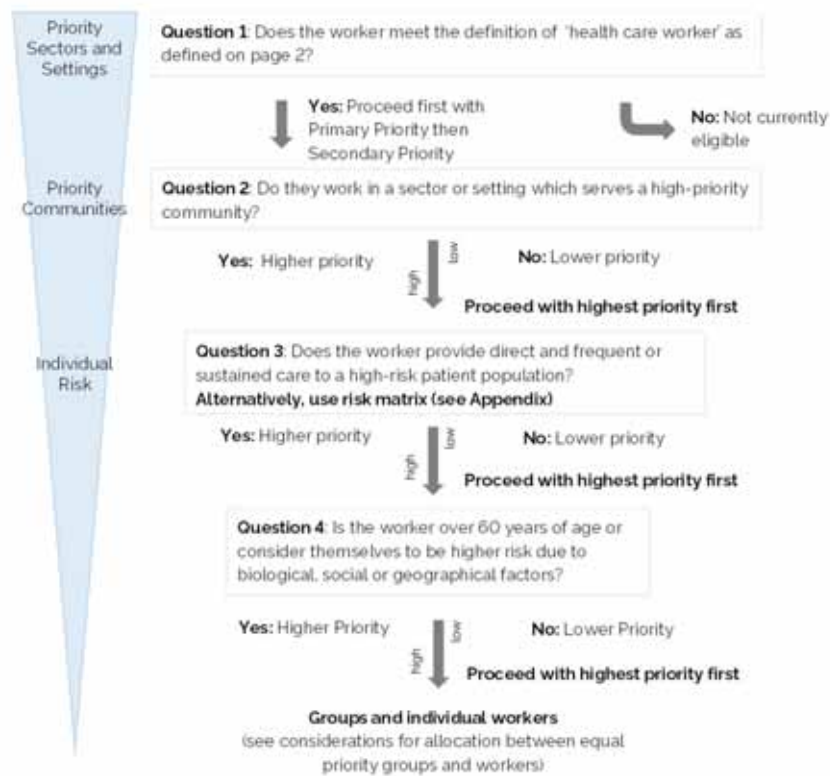 Priority
Sectors and
Settings
Question 1: Does the worker meet the definition of 'health care worker' as
defined on page 2?
Yes: Proceed first with
Primary Priority then
Secondary Priority
No: Not currently
eligible
Priority
Communities
Question 2: Do they work in a sector or setting which serves a high-priority
community?
Yes: Higher priority
high
low
No: Lower priority
Proceed with highest priority first
Individual
Risk
Question 3: Does the worker provide direct and frequent or
sustained care to a high-risk patient population?
Alternatively, use risk matrix (see Appendix)
Yes: Higher priority
high
low
No: Lower priority
Proceed with highest priority first
Question 4: Is the worker over 60 years of age or
consider themselves to be higher risk due to
biological, social or geographical factors?
Yes: Higher Priority
high
low
No: Lower Priority
Proceed with highest priority first
Groups and individual workers
(see considerations for allocation between equal
priority groups and workers)